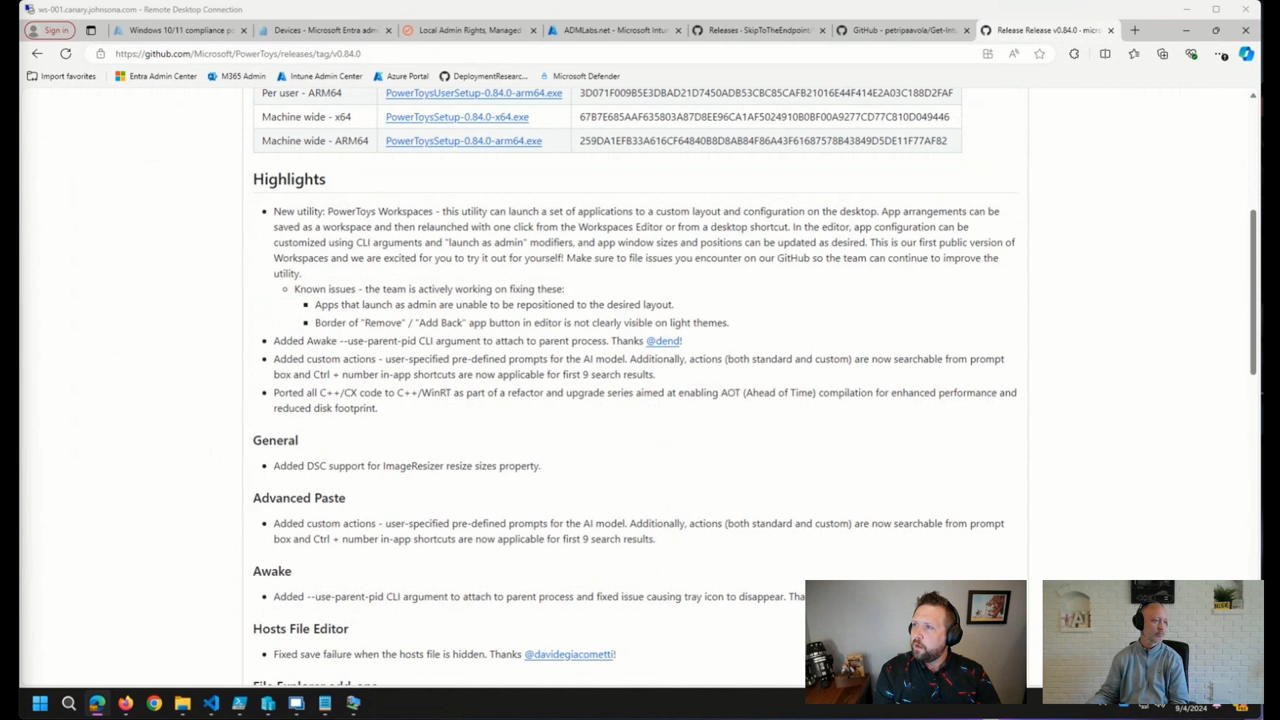 ws-001.canary.johnsona.com - Remote Desktop Connection
Sign in
Windows 10/11 compliance po
Devices - Microsoft Entra adm
Local Admin Rights, Managed
ADMLabs.net - Microsoft Intun
Releases · SkipToTheEndpoint
GitHub - petripaavola/Get-Int
Release Release v0.84.0 · micro
https://github.com/Microsoft/PowerToys/releases/tag/v0.84.0
Import favorites
Entra Admin Center
M365 Admin
Intune Admin Center
Azure Portal
DeploymentResearc...
Microsoft Defender
Per user - ARM64 PowerToysUserSetup-0.84.0-arm64.exe 3D071F009B5E3DBAD21D7450ADB53CBC85CAFB21016E44F414E2A03C188D2FAF
Machine wide - x64 PowerToysSetup-0.84.0-x64.exe 67B7E685AAF635803A87D8EE96CA1AF5024910B0BF00A9277CD77C810D049446
Machine wide - ARM64 PowerToysSetup-0.84.0-arm64.exe 259DA1EFB33A616CF64840B8D8AB84F86A43F61687578B43849D5DE11F77AF82
Highlights
• New utility: PowerToys Workspaces - this utility can launch a set of applications to a custom layout and configuration on the desktop. App arrangements can be
saved as a workspace and then relaunched with one click from the Workspaces Editor or from a desktop shortcut. In the editor, app configuration can be
customized using CLI arguments and "launch as admin" modifiers, and app window sizes and positions can be updated as desired. This is our first public version of
Workspaces and we are excited for you to try it out for yourself! Make sure to file issues you encounter on our GitHub so the team can continue to improve the
utility.
Known issues - the team is actively working on fixing these:
Apps that launch as admin are unable to be repositioned to the desired layout.
Border of "Remove" / "Add Back" app button in editor is not clearly visible on light themes.
• Added Awake --use-parent-pid CLI argument to attach to parent process. Thanks @dend!
• Added custom actions - user-specified pre-defined prompts for the AI model. Additionally, actions (both standard and custom) are now searchable from prompt
box and Ctrl + number in-app shortcuts are now applicable for first 9 search results.
• Ported all C++/CX code to C++/WinRT as part of a refactor and upgrade series aimed at enabling AOT (Ahead of Time) compilation for enhanced performance and
reduced disk footprint.
General
• Added DSC support for ImageResizer resize sizes property.
Advanced Paste
• Added custom actions - user-specified pre-defined prompts for the AI model. Additionally, actions (both standard and custom) are now searchable from prompt
box and Ctrl + number in-app shortcuts are now applicable for first 9 search results.
Awake
• Added --use-parent-pid CLI argument to attach to parent process and fixed issue causing tray icon to disappear. Tha
Hosts File Editor
• Fixed save failure when the hosts file is hidden. Thanks @davidegiacometti!
File Explorer add-ons
9/4/2024